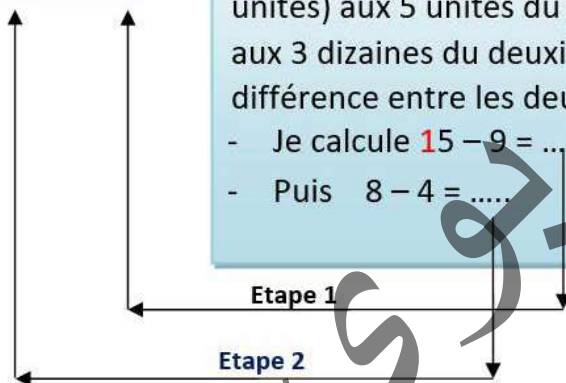 unités) aux 5 unités du
aux 3 dizaines du deuxi
différence entre les deu
- Je calcule 15 – 9 = ...
- Puis 8 – 4 = .....
Etape 1
Etape 2